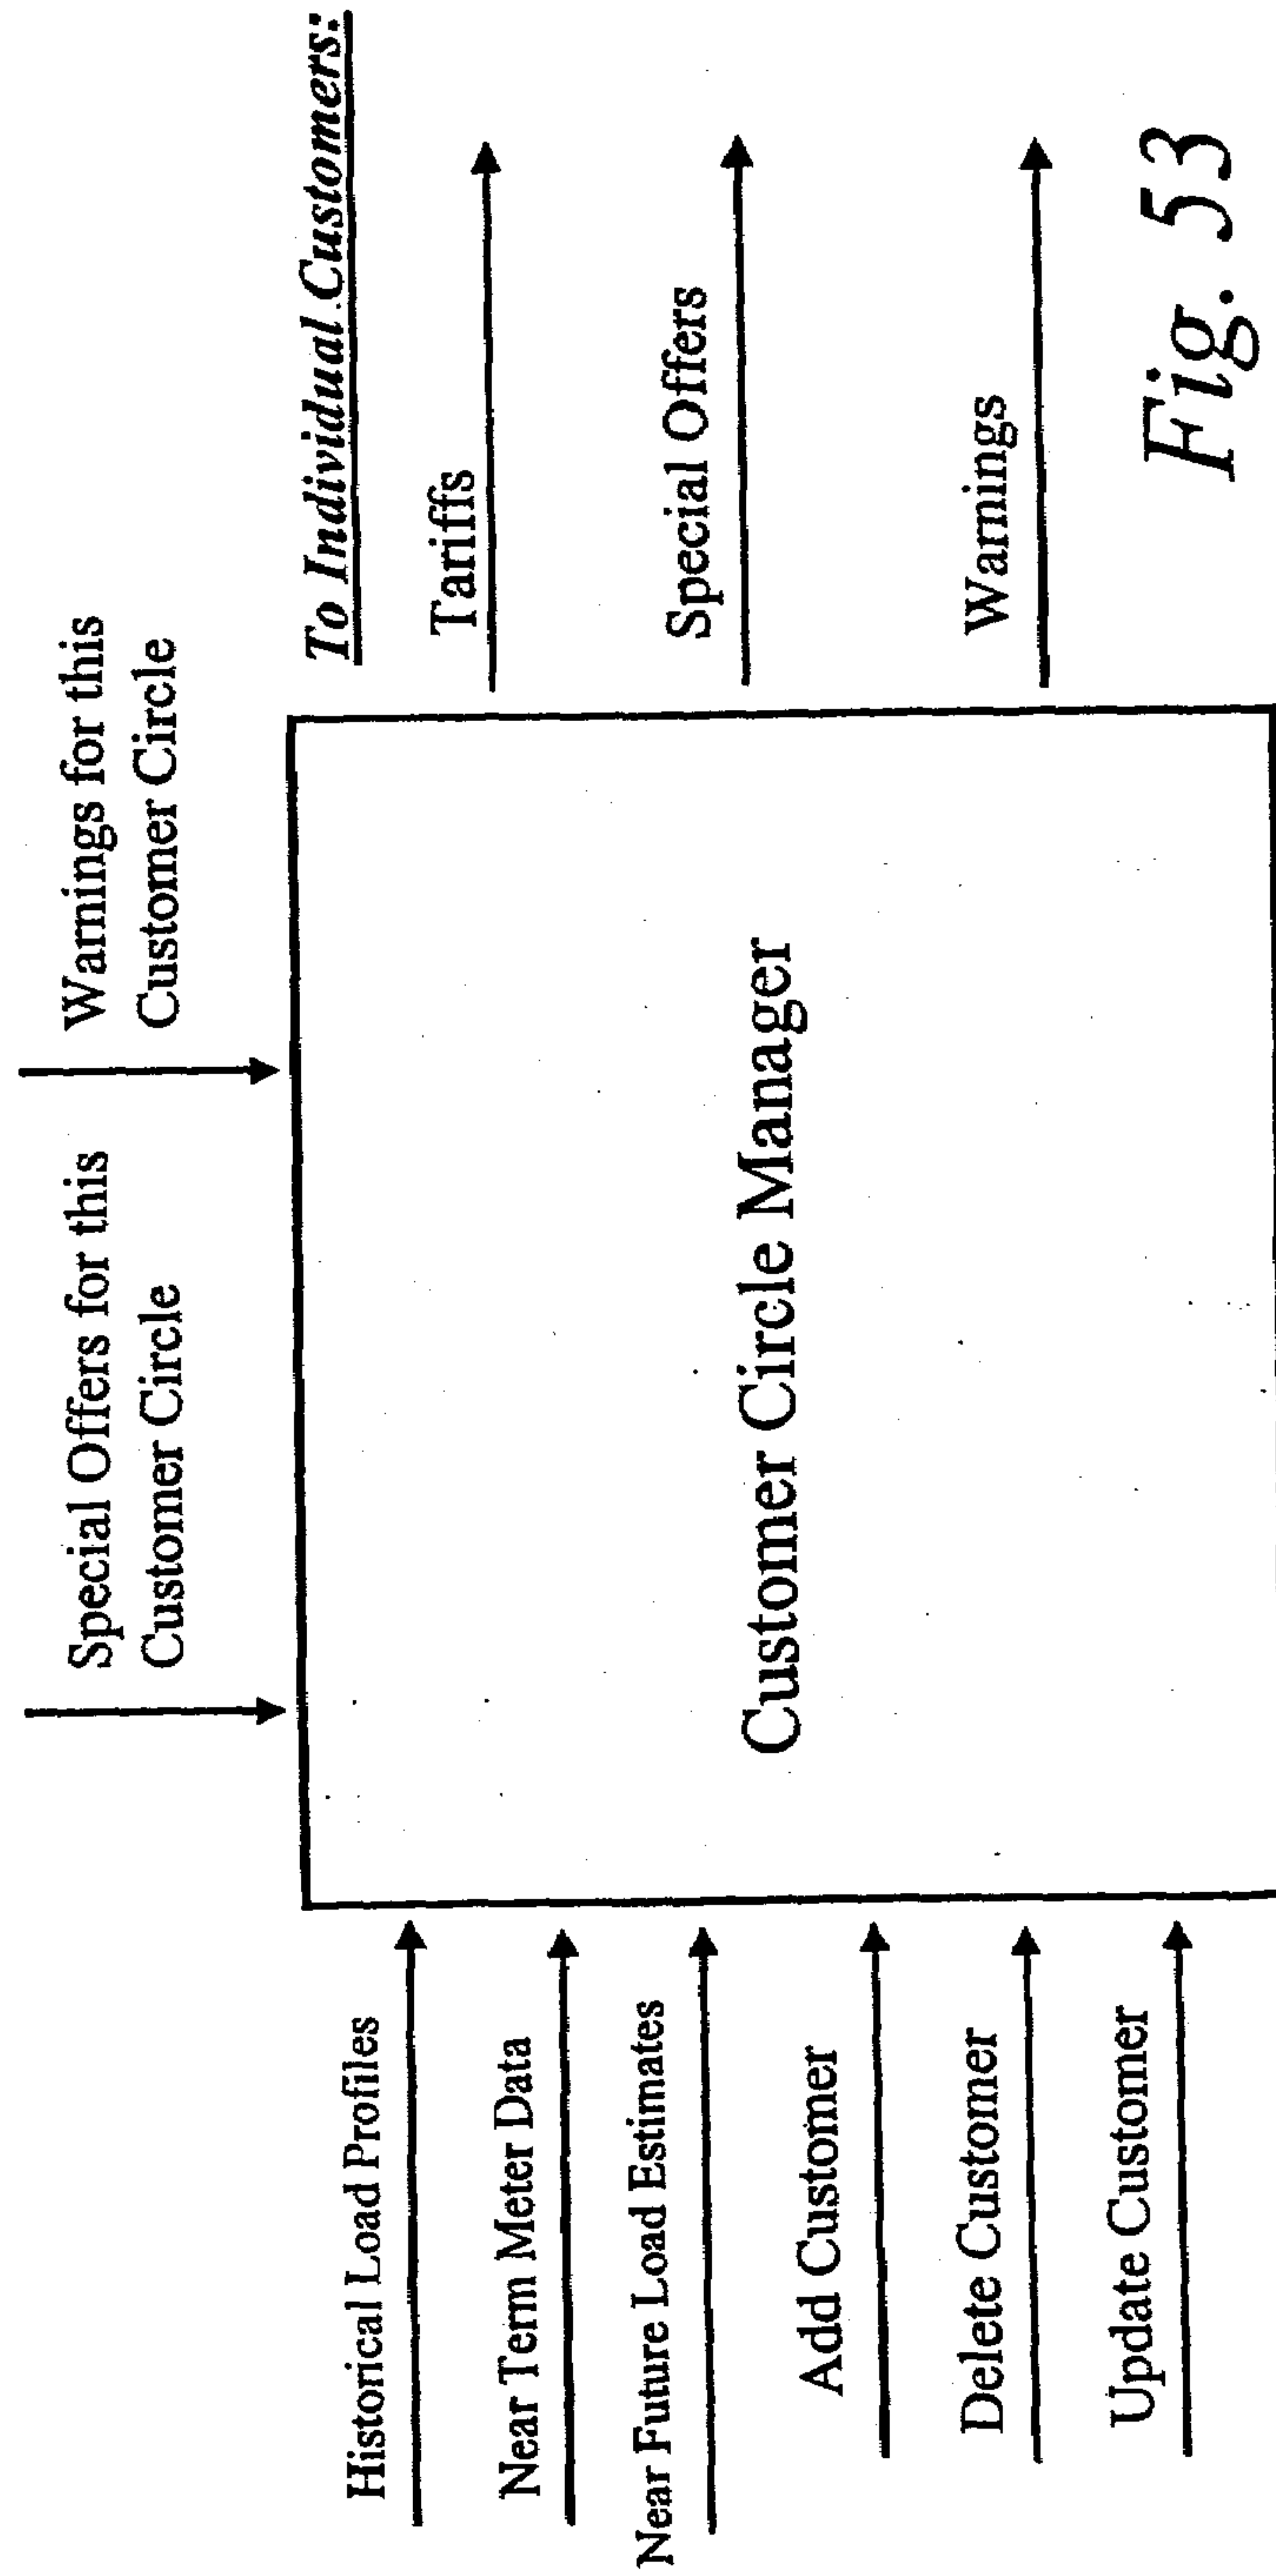 Special Offers for this
Customer Circle
Warnings for this
Customer Circle
Historical Load Profiles
Near Term Meter Data
Near Future Load Estimates
Add Customer
Delete Customer
Update Customer
Customer Circle Manager
To Individual Customers:
Tariffs
Special Offers
Warnings
Fig. 53